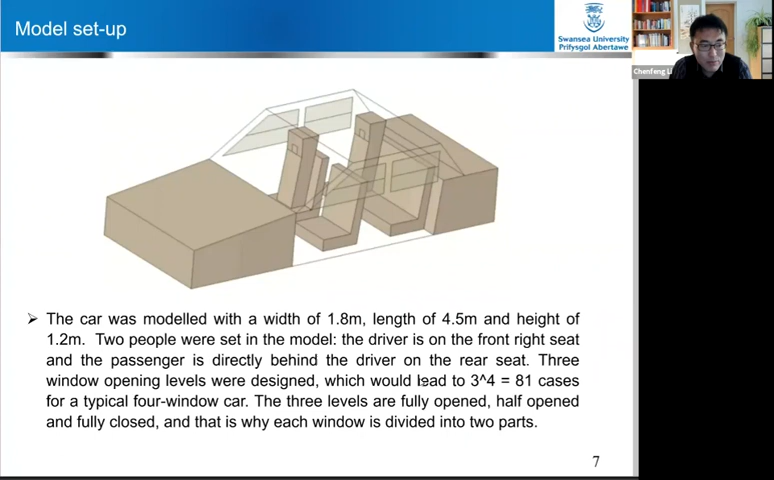 Model set-up
Swansea University
Prifysgol Abertawe
Chenfeng Li
➢ The car was modelled with a width of 1.8m, length of 4.5m and height of
1.2m. Two people were set in the model: the driver is on the front right seat
and the passenger is directly behind the driver on the rear seat. Three
window opening levels were designed, which would lead to 3^4 = 81 cases
for a typical four-window car. The three levels are fully opened, half opened
and fully closed, and that is why each window is divided into two parts.
7